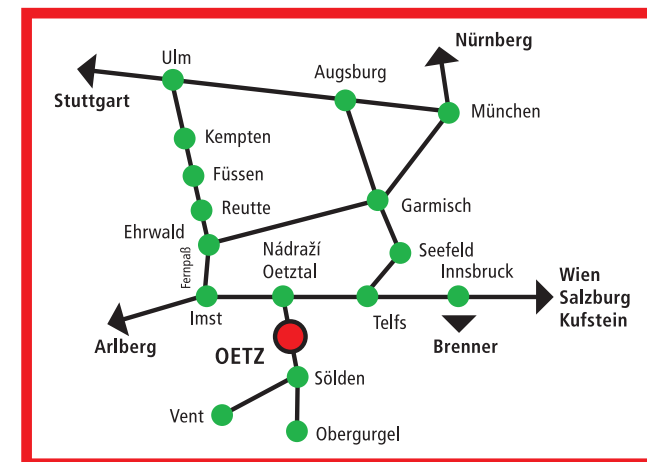 Nürnberg
Ulm
Augsburg
Stuttgart
München
Kempten
Füssen
Reutte
Garmisch
Ehrwald
Fernpaß
Nádraží
Oetztal
Seefeld
Innsbruck
Wien
Salzburg
Kufstein
Imst
Telfs
Arlberg
OETZ
Brenner
Sölden
Vent
Obergurgel